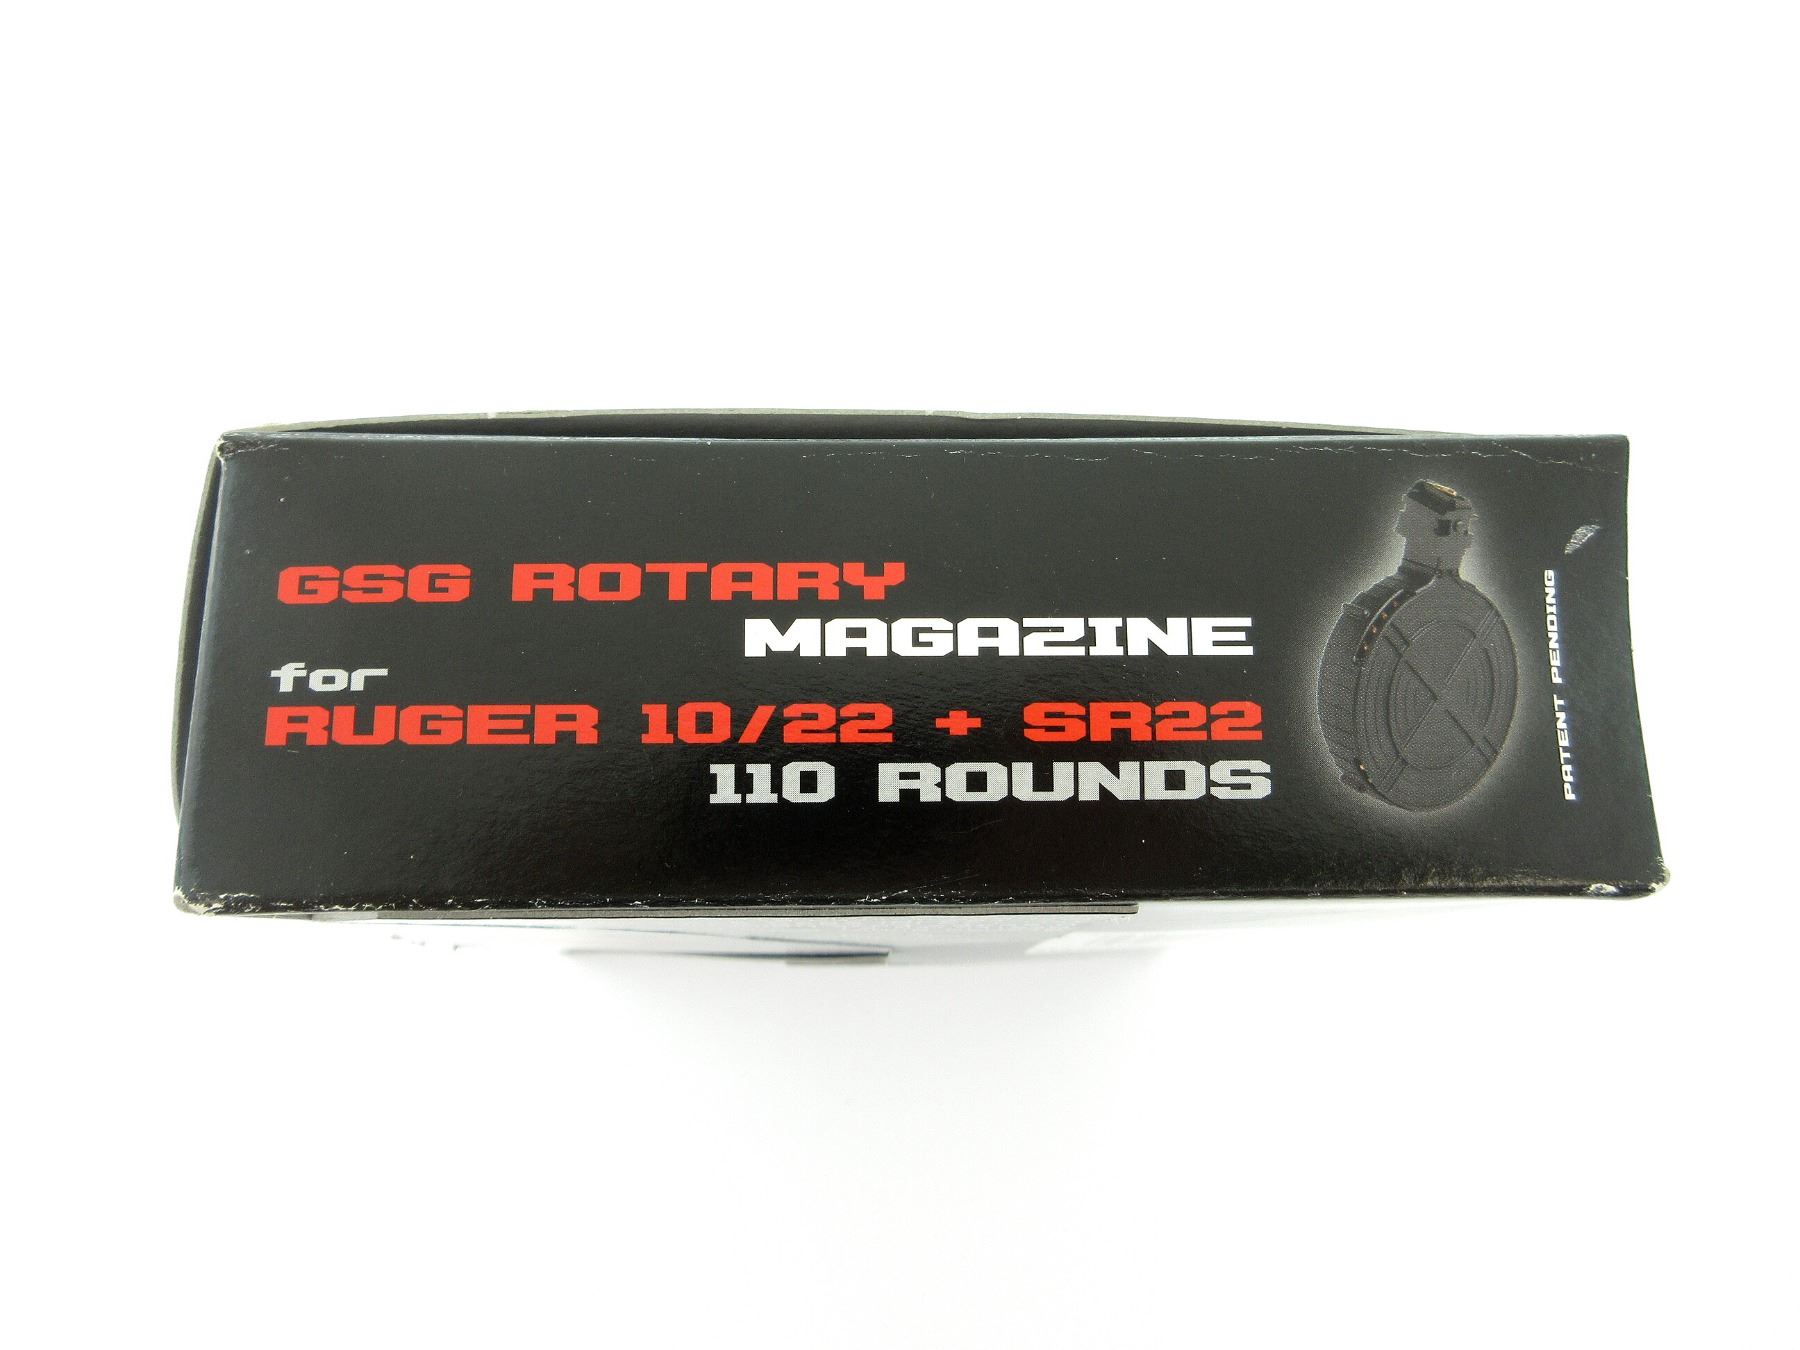 GSG ROTARY
MAGAZINE
for
RUGER 10/22 + SR22
110 ROUNDS
PATENT PENDING